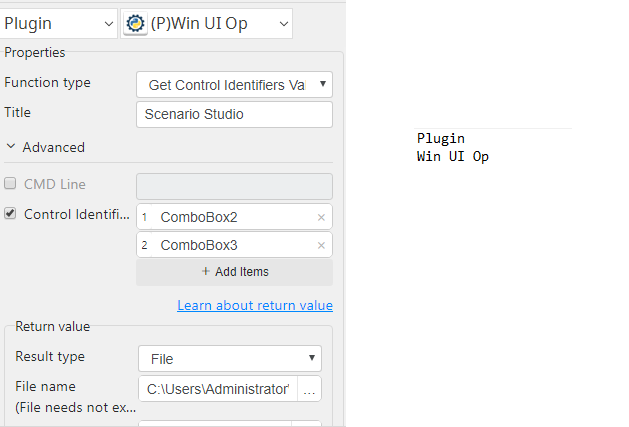 Plugin (P)Win UI Op
Properties
Function type Get Control Identifiers Va
Title Scenario Studio
Advanced
CMD Line
Control Identifi... 1 ComboBox2 ×
2 ComboBox3 ×
+ Add Items
Learn about return value
Return value
Result type File
File name C:\Users\Administrator' ...
(File needs not ex...
Plugin
Win UI Op